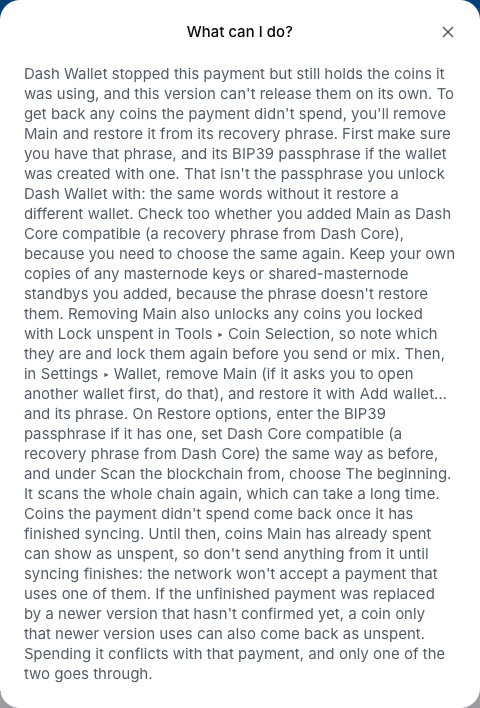 What can I do?
Dash Wallet stopped this payment but still holds the coins it
was using, and this version can't release them on its own. To
get back any coins the payment didn't spend, you'll remove
Main and restore it from its recovery phrase. First make sure
you have that phrase, and its BIP39 passphrase if the wallet
was created with one. That isn't the passphrase you unlock
Dash Wallet with: the same words without it restore a
different wallet. Check too whether you added Main as Dash
Core compatible (a recovery phrase from Dash Core),
because you need to choose the same again. Keep your own
copies of any masternode keys or shared-masternode
standbys you added, because the phrase doesn't restore
them. Removing Main also unlocks any coins you locked
with Lock unspent in Tools ▸ Coin Selection, so note which
they are and lock them again before you send or mix. Then,
in Settings ▸ Wallet, remove Main (if it asks you to open
another wallet first, do that), and restore it with Add wallet...
and its phrase. On Restore options, enter the BIP39
passphrase if it has one, set Dash Core compatible (a
recovery phrase from Dash Core) the same way as before,
and under Scan the blockchain from, choose The beginning.
It scans the whole chain again, which can take a long time.
Coins the payment didn't spend come back once it has
finished syncing. Until then, coins Main has already spent
can show as unspent, so don't send anything from it until
syncing finishes: the network won't accept a payment that
uses one of them. If the unfinished payment was replaced
by a newer version that hasn't confirmed yet, a coin only
that newer version uses can also come back as unspent.
Spending it conflicts with that payment, and only one of the
two goes through.